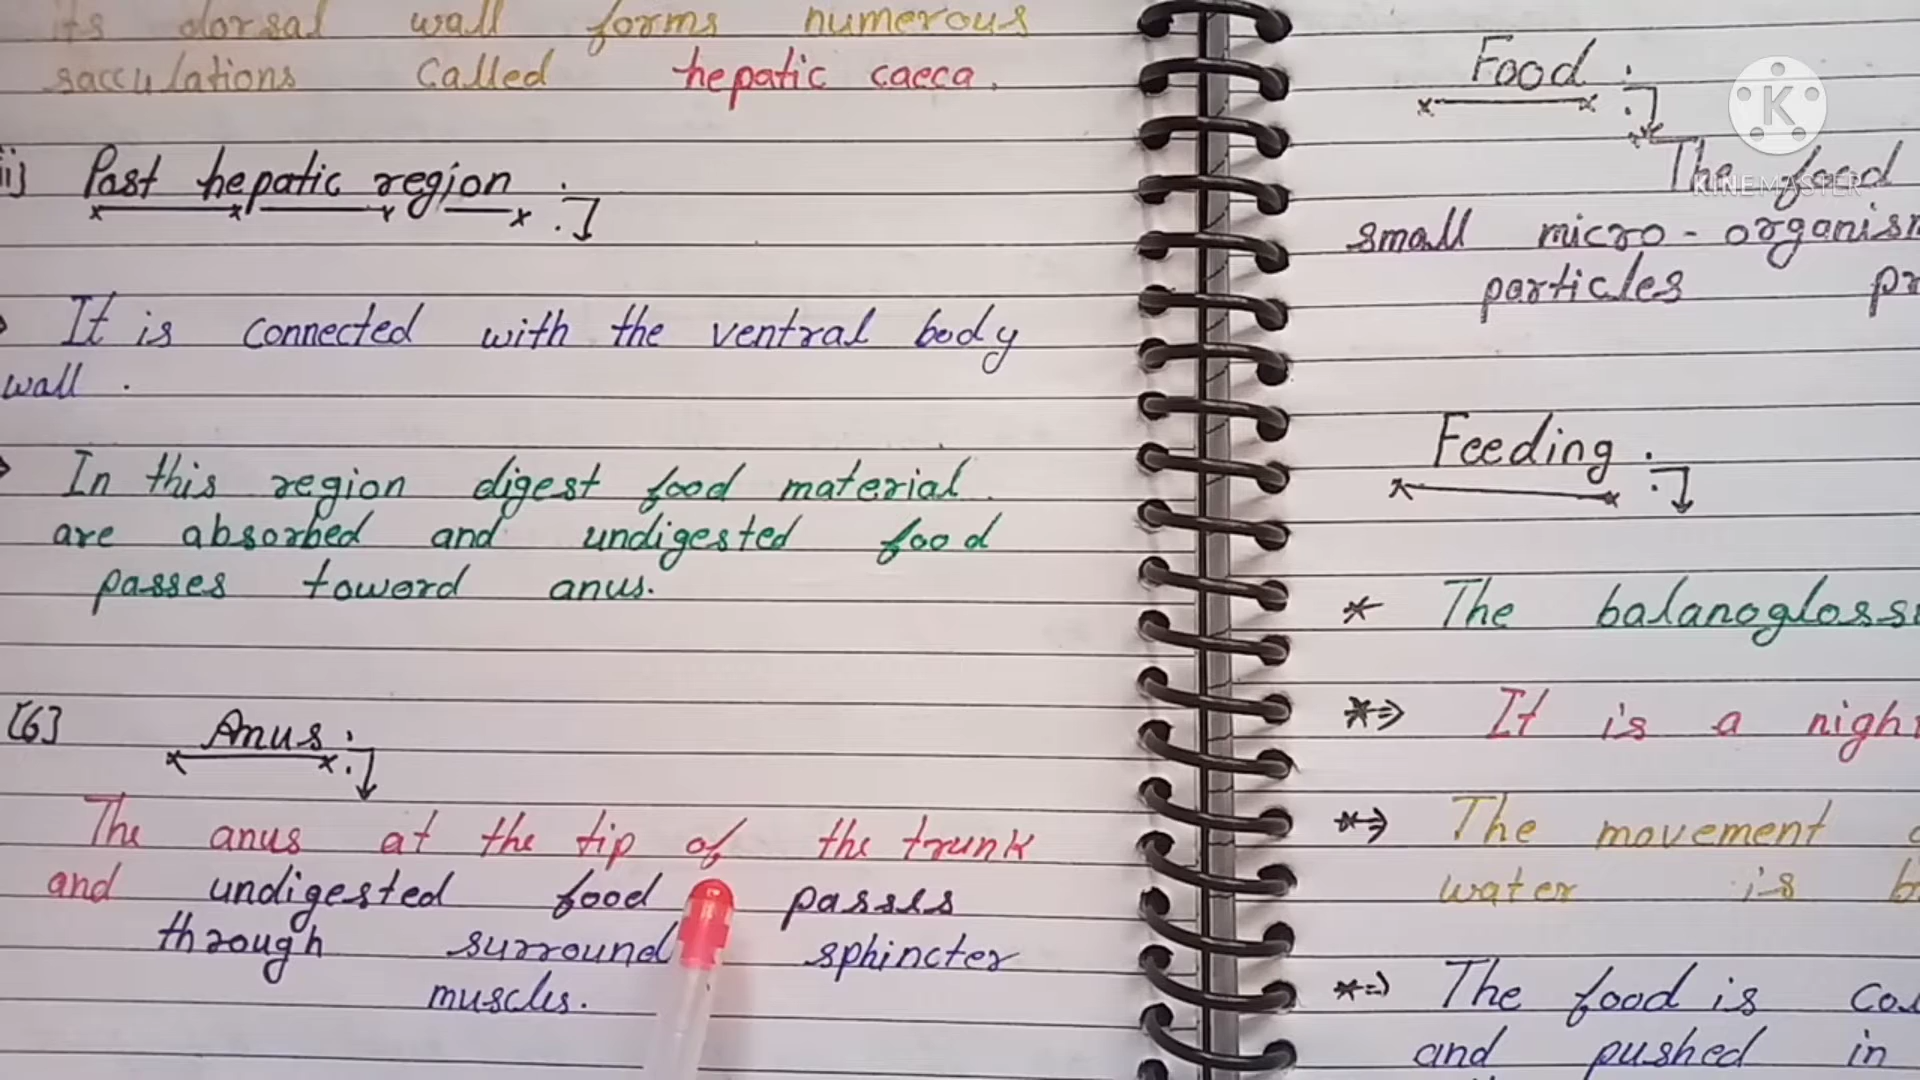 its dorsal wall forms numerous
sacculations called hepatic caeca.
ii) Post hepatic region :
It is connected with the ventral body
wall .
In this region digest food material
are absorbed and undigested food
passes toward anus.
[6] Anus :
The anus at the tip of the trunk
and undigested food passes
through surround sphincter
muscles.
Food :
The food
small micro-organism
particles
Feeding :
* The balanogloss
*⇒ It is a nigh
*⇒ The movement
water is b
*⇒ The food is col
and pushed in
K
KINEMASTER